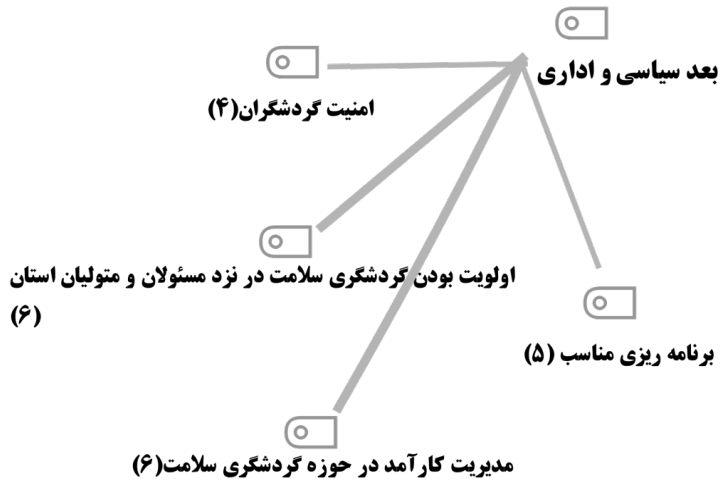 بعد سیاسی و اداری
امنیت گردشگران(۴)
اولویت بودن گردشگری سلامت در نزد مسئولان و متولیان استان
(۶)
برنامه ریزی مناسب (۵)
مدیریت کارآمد در حوزه گردشگری سلامت(۶)